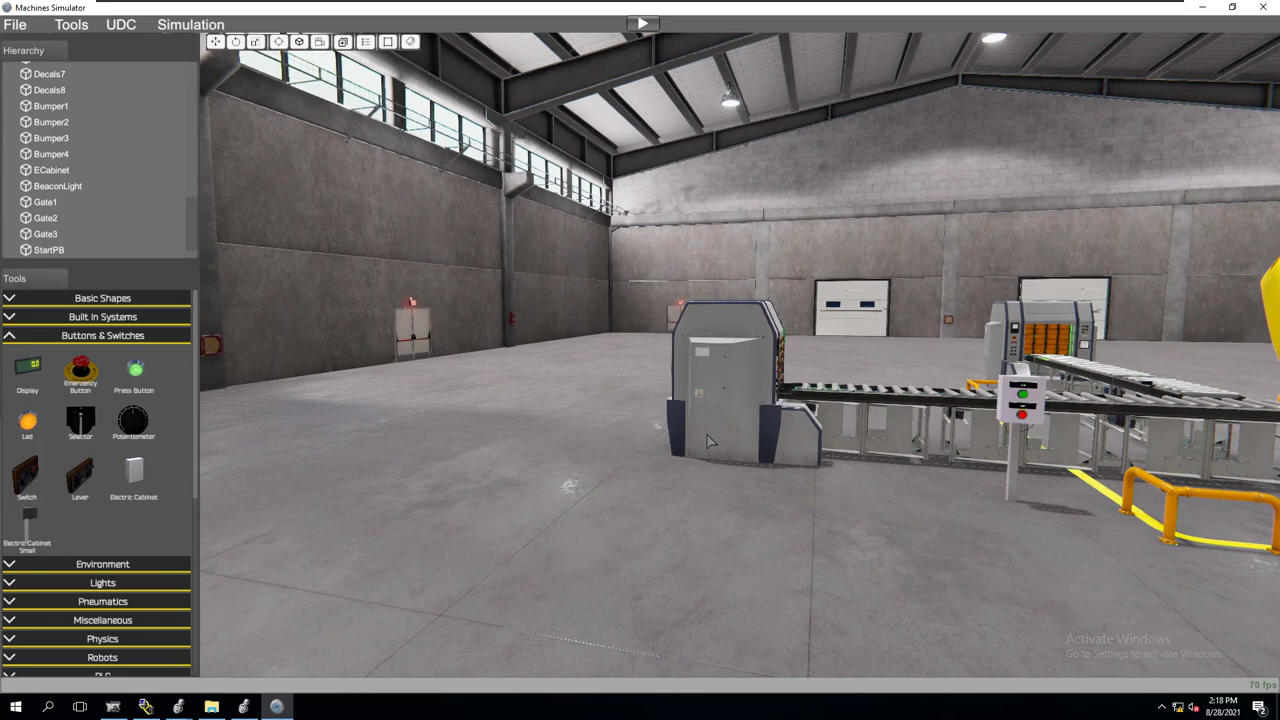 Machines Simulator
File Tools UDC Simulation
Hierarchy
Decals7
Decals8
Bumper1
Bumper2
Bumper3
Bumper4
ECabinet
BeaconLight
Gate1
Gate2
Gate3
StartPB
Tools
Basic Shapes
Built in Systems
Buttons & Switches
Display
Emergency Button
Press Button
Led
Selector
Potentiometer
Switch
Lever
Electric Cabinet
Electric Cabinet Small
Environment
Lights
Pneumatics
Miscellaneous
Physics
Robots
Activate Windows
Go to Settings to activate Windows.
70 fps
2:18 PM
8/28/2021
2